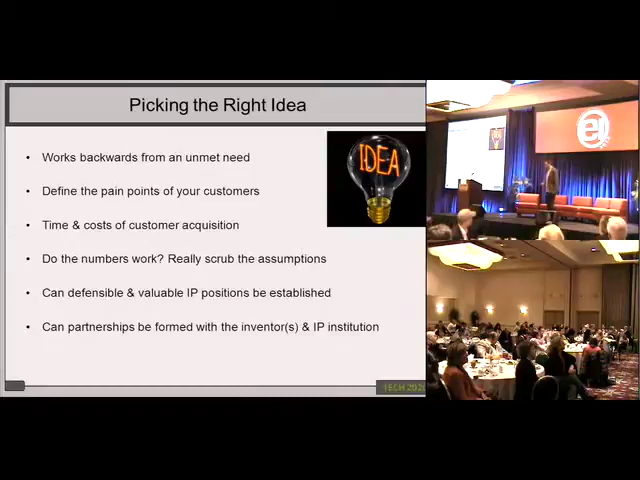 Picking the Right Idea
• Works backwards from an unmet need
• Define the pain points of your customers
• Time & costs of customer acquisition
• Do the numbers work? Really scrub the assumptions
• Can defensible & valuable IP positions be established
• Can partnerships be formed with the inventor(s) & IP institution
IDEA
ei